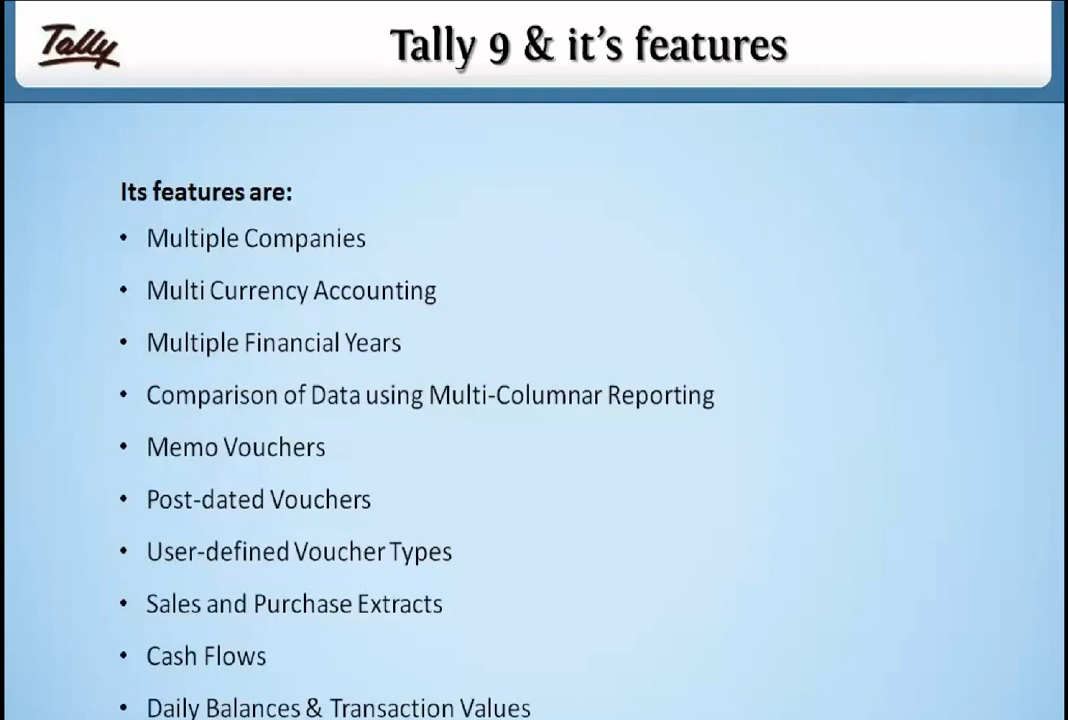 Tally
Tally 9 & it's features
Its features are:
• Multiple Companies
• Multi Currency Accounting
• Multiple Financial Years
• Comparison of Data using Multi-Columnar Reporting
• Memo Vouchers
• Post-dated Vouchers
• User-defined Voucher Types
• Sales and Purchase Extracts
• Cash Flows
• Daily Balances & Transaction Values